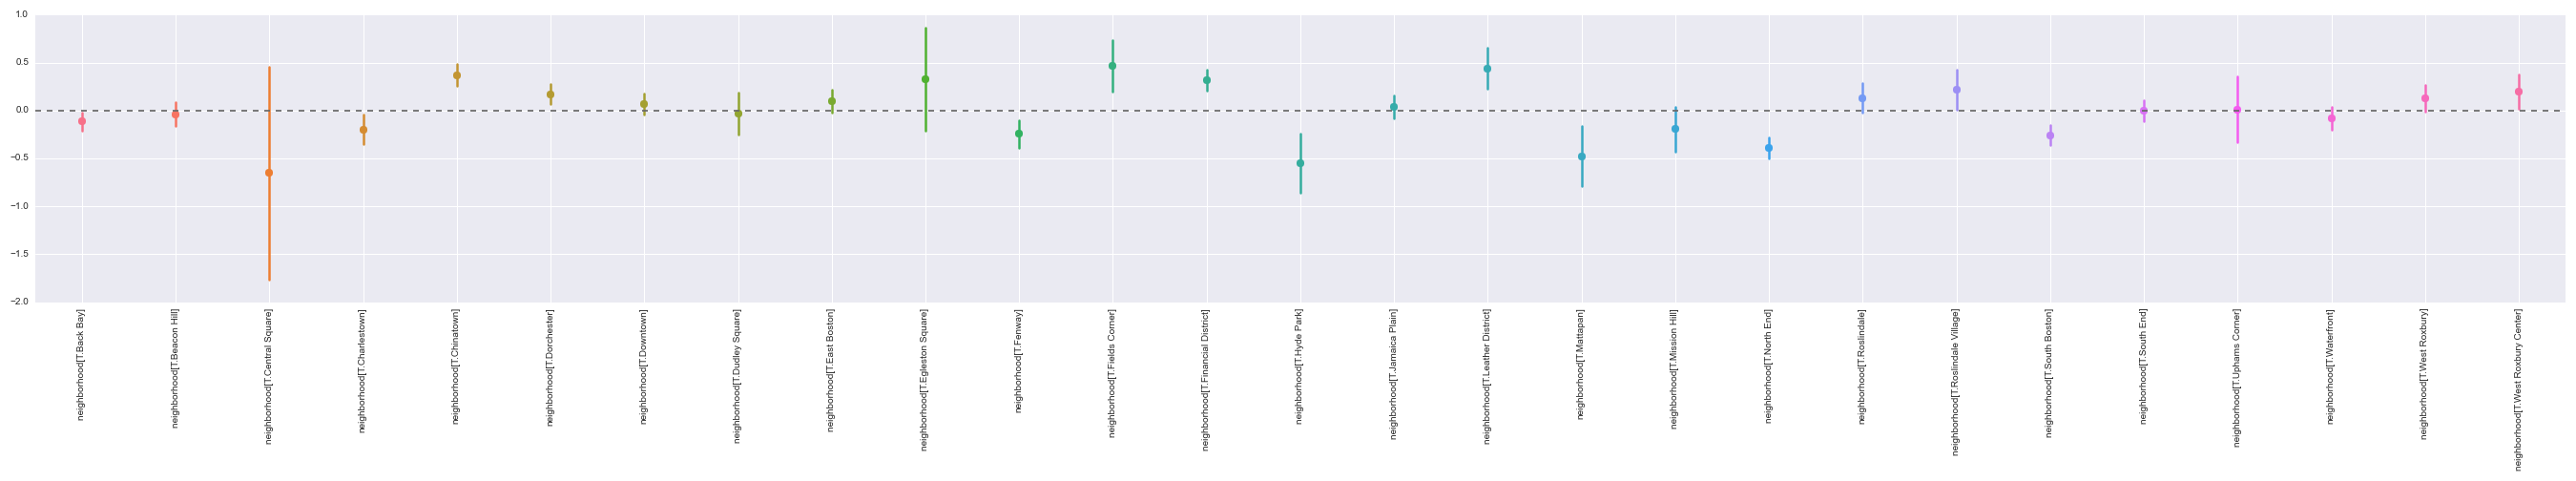 1.0
0.5
0.0
−0.5
−1.0
−1.5
−2.0
neighborhood[T.Back Bay]
neighborhood[T.Beacon Hill]
neighborhood[T.Central Square]
neighborhood[T.Charlestown]
neighborhood[T.Chinatown]
neighborhood[T.Dorchester]
neighborhood[T.Downtown]
neighborhood[T.Dudley Square]
neighborhood[T.East Boston]
neighborhood[T.Egleston Square]
neighborhood[T.Fenway]
neighborhood[T.Fields Corner]
neighborhood[T.Financial District]
neighborhood[T.Hyde Park]
neighborhood[T.Jamaica Plain]
neighborhood[T.Leather District]
neighborhood[T.Mattapan]
neighborhood[T.Mission Hill]
neighborhood[T.North End]
neighborhood[T.Roslindale]
neighborhood[T.Roslindale Village]
neighborhood[T.South Boston]
neighborhood[T.South End]
neighborhood[T.Uphams Corner]
neighborhood[T.Waterfront]
neighborhood[T.West Roxbury]
neighborhood[T.West Roxbury Center]